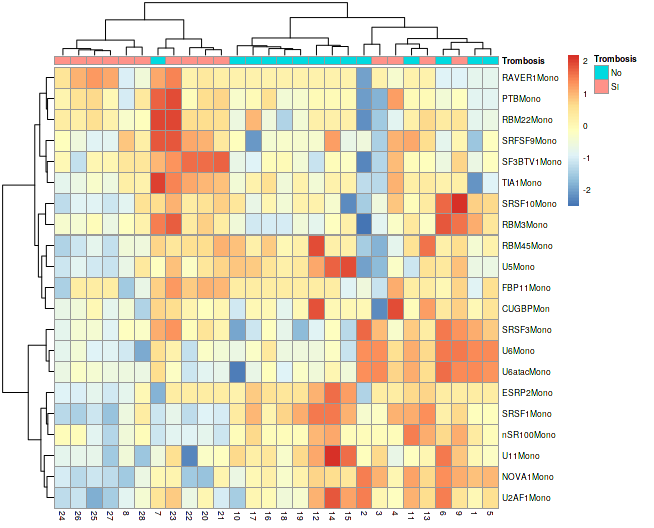 Trombosis
RAVER1Mono
PTBMono
RBM22Mono
SRFSF9Mono
SF3BTV1Mono
TIA1Mono
SRSF10Mono
RBM3Mono
RBM45Mono
U5Mono
FBP11Mono
CUGBPMon
SRSF3Mono
U6Mono
U6atacMono
ESRP2Mono
SRSF1Mono
nSR100Mono
U11Mono
NOVA1Mono
U2AF1Mono
24 26 25 27 8 28 7 23 22 20 21 10 17 16 18 19 12 14 15 2 3 4 11 13 6 9 1 5
2
1
0
-1
-2
2 Trombosis
No
SI